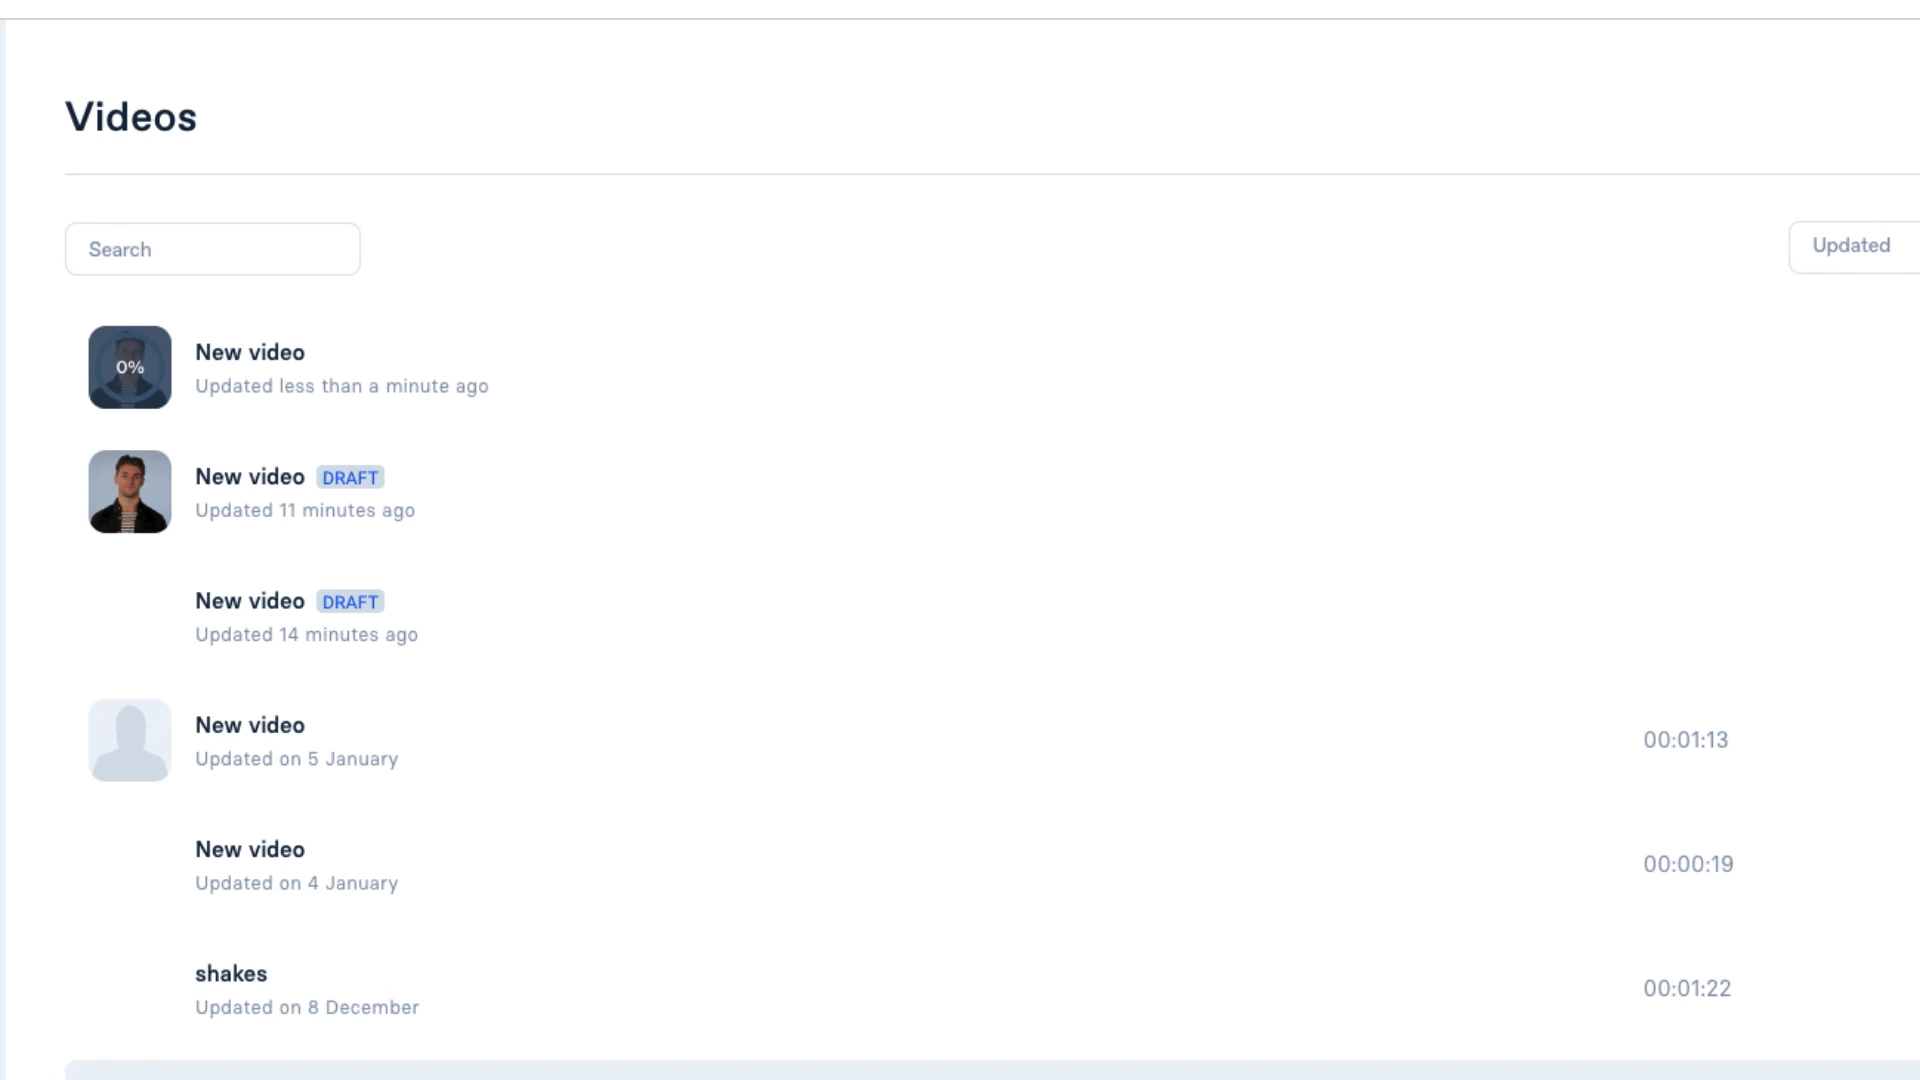 Videos
Search
Updated
0%
New video
Updated less than a minute ago
New video DRAFT
Updated 11 minutes ago
New video DRAFT
Updated 14 minutes ago
New video
Updated on 5 January
00:01:13
New video
Updated on 4 January
00:00:19
shakes
Updated on 8 December
00:01:22